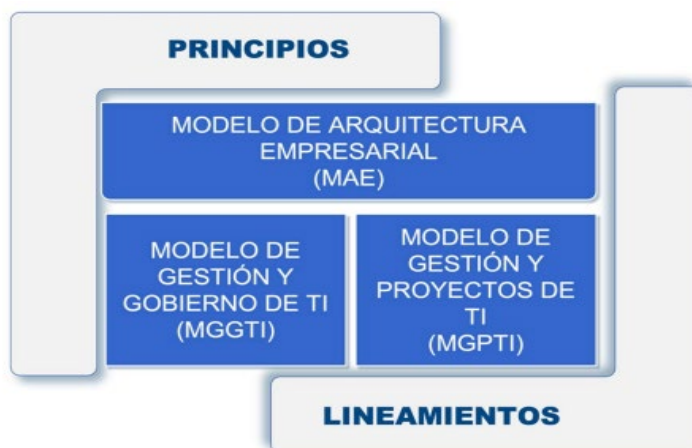 PRINCIPIOS
MODELO DE ARQUITECTURA
EMPRESARIAL
(MAE)
MODELO DE
GESTIÓN Y
GOBIERNO DE TI
(MGGTI)
MODELO DE
GESTIÓN Y
PROYECTOS DE
TI
(MGPTI)
LINEAMIENTOS